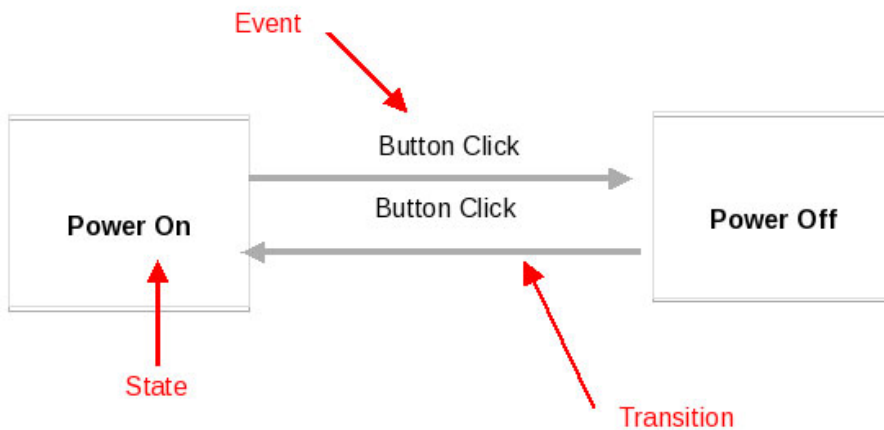 Event
Button Click
Button Click
Power On
Power Off
State
Transition